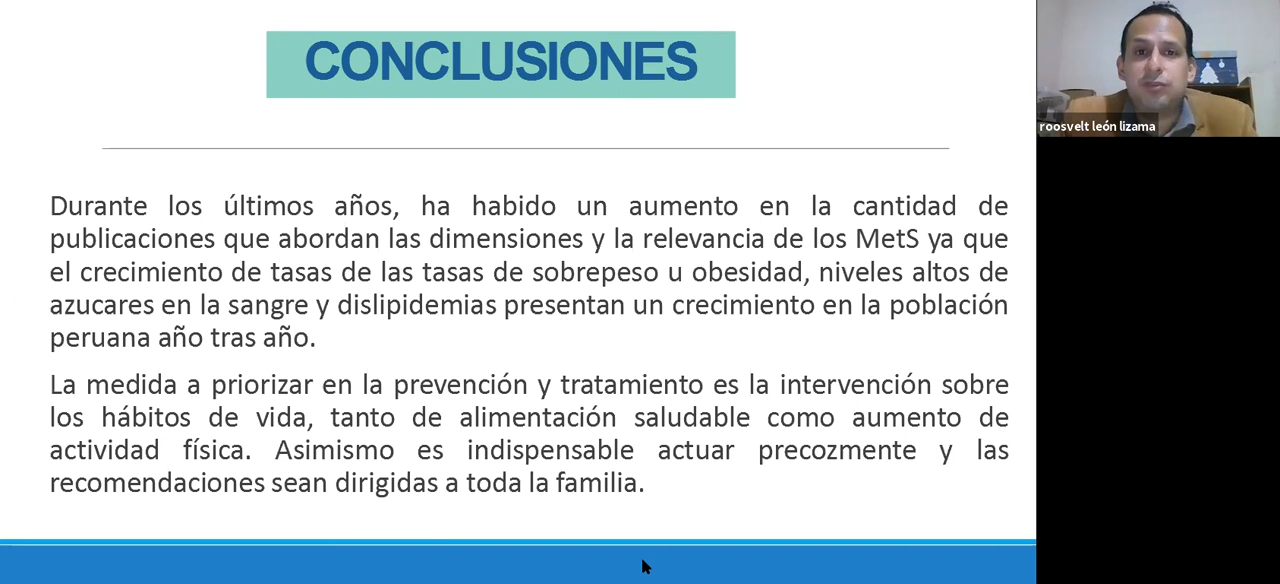 CONCLUSIONES
roosvelt león lizama
Durante los últimos años, ha habido un aumento en la cantidad de
publicaciones que abordan las dimensiones y la relevancia de los MetS ya que
el crecimiento de tasas de las tasas de sobrepeso u obesidad, niveles altos de
azucares en la sangre y dislipidemias presentan un crecimiento en la población
peruana año tras año.
La medida a priorizar en la prevención y tratamiento es la intervención sobre
los hábitos de vida, tanto de alimentación saludable como aumento de
actividad física. Asimismo es indispensable actuar precozmente y las
recomendaciones sean dirigidas a toda la familia.